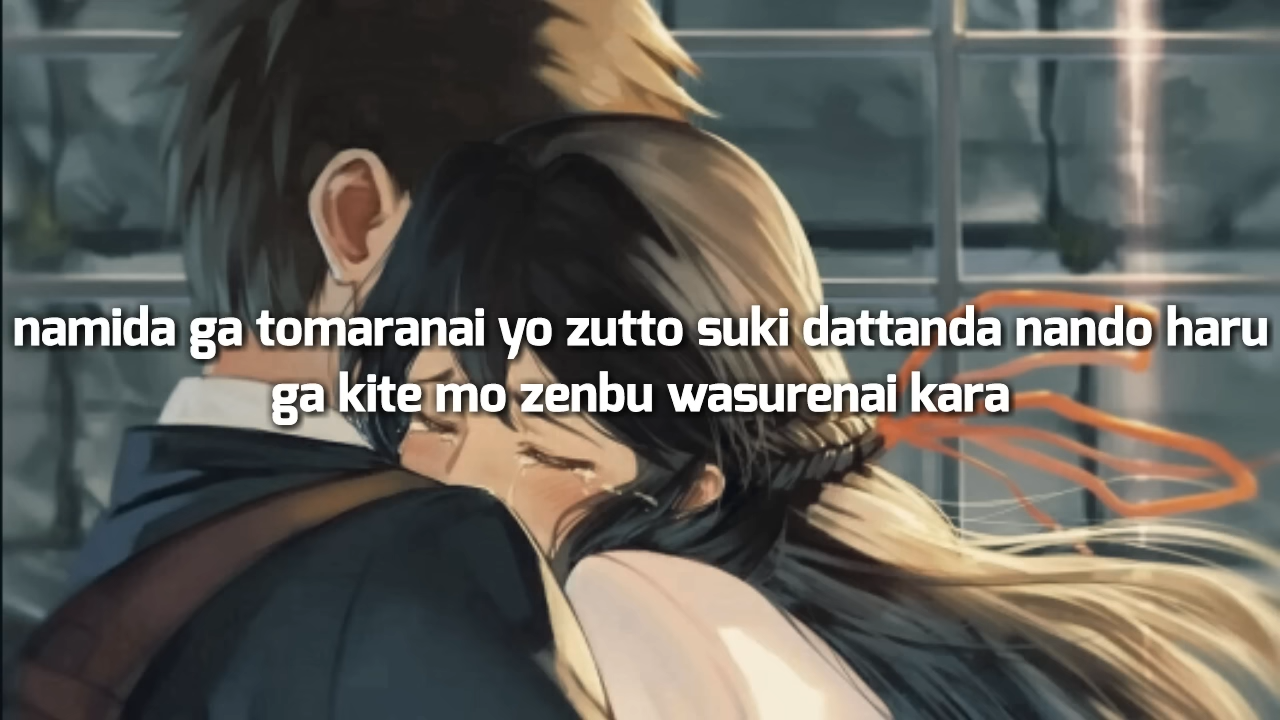 namida ga tomaranai yo zutto suki dattanda nando haru
ga kite mo zenbu wasurenai kara